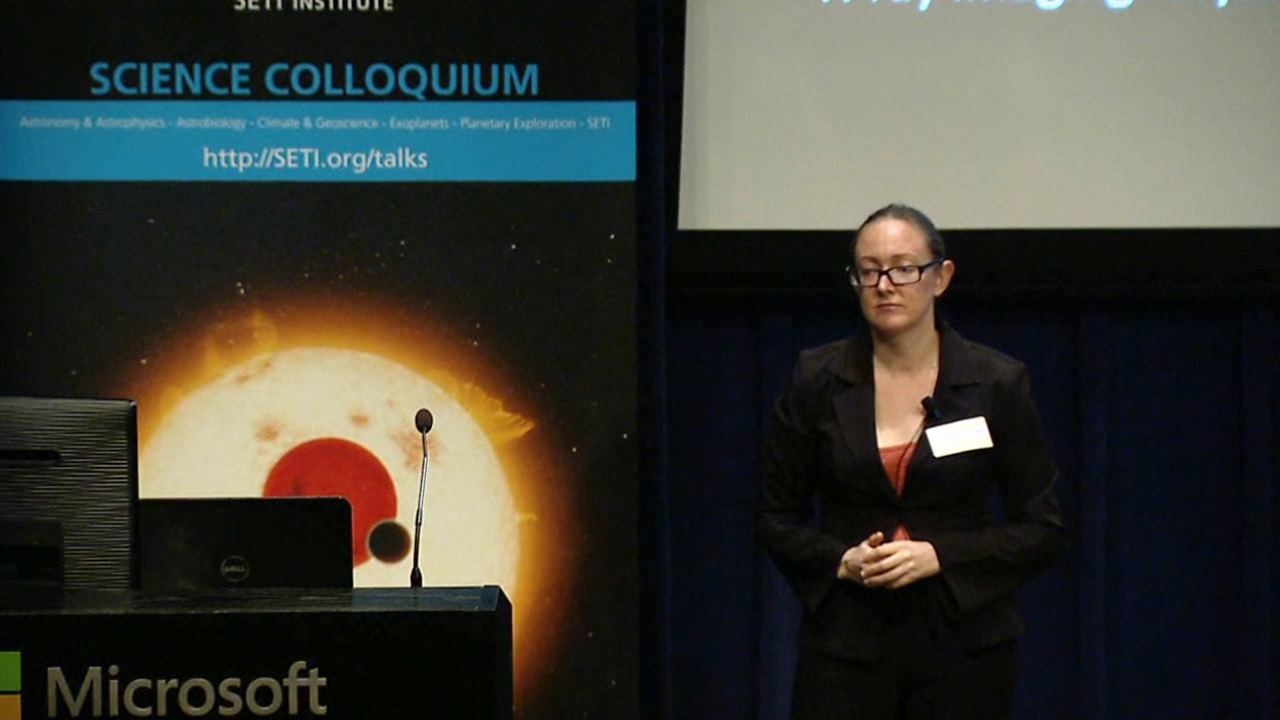 SETI INSTITUTE
SCIENCE COLLOQUIUM
Astronomy & Astrophysics - Astrobiology - Climate & Geoscience - Exoplanets - Planetary Exploration - SETI
http://SETI.org/talks
DELL
Microsoft